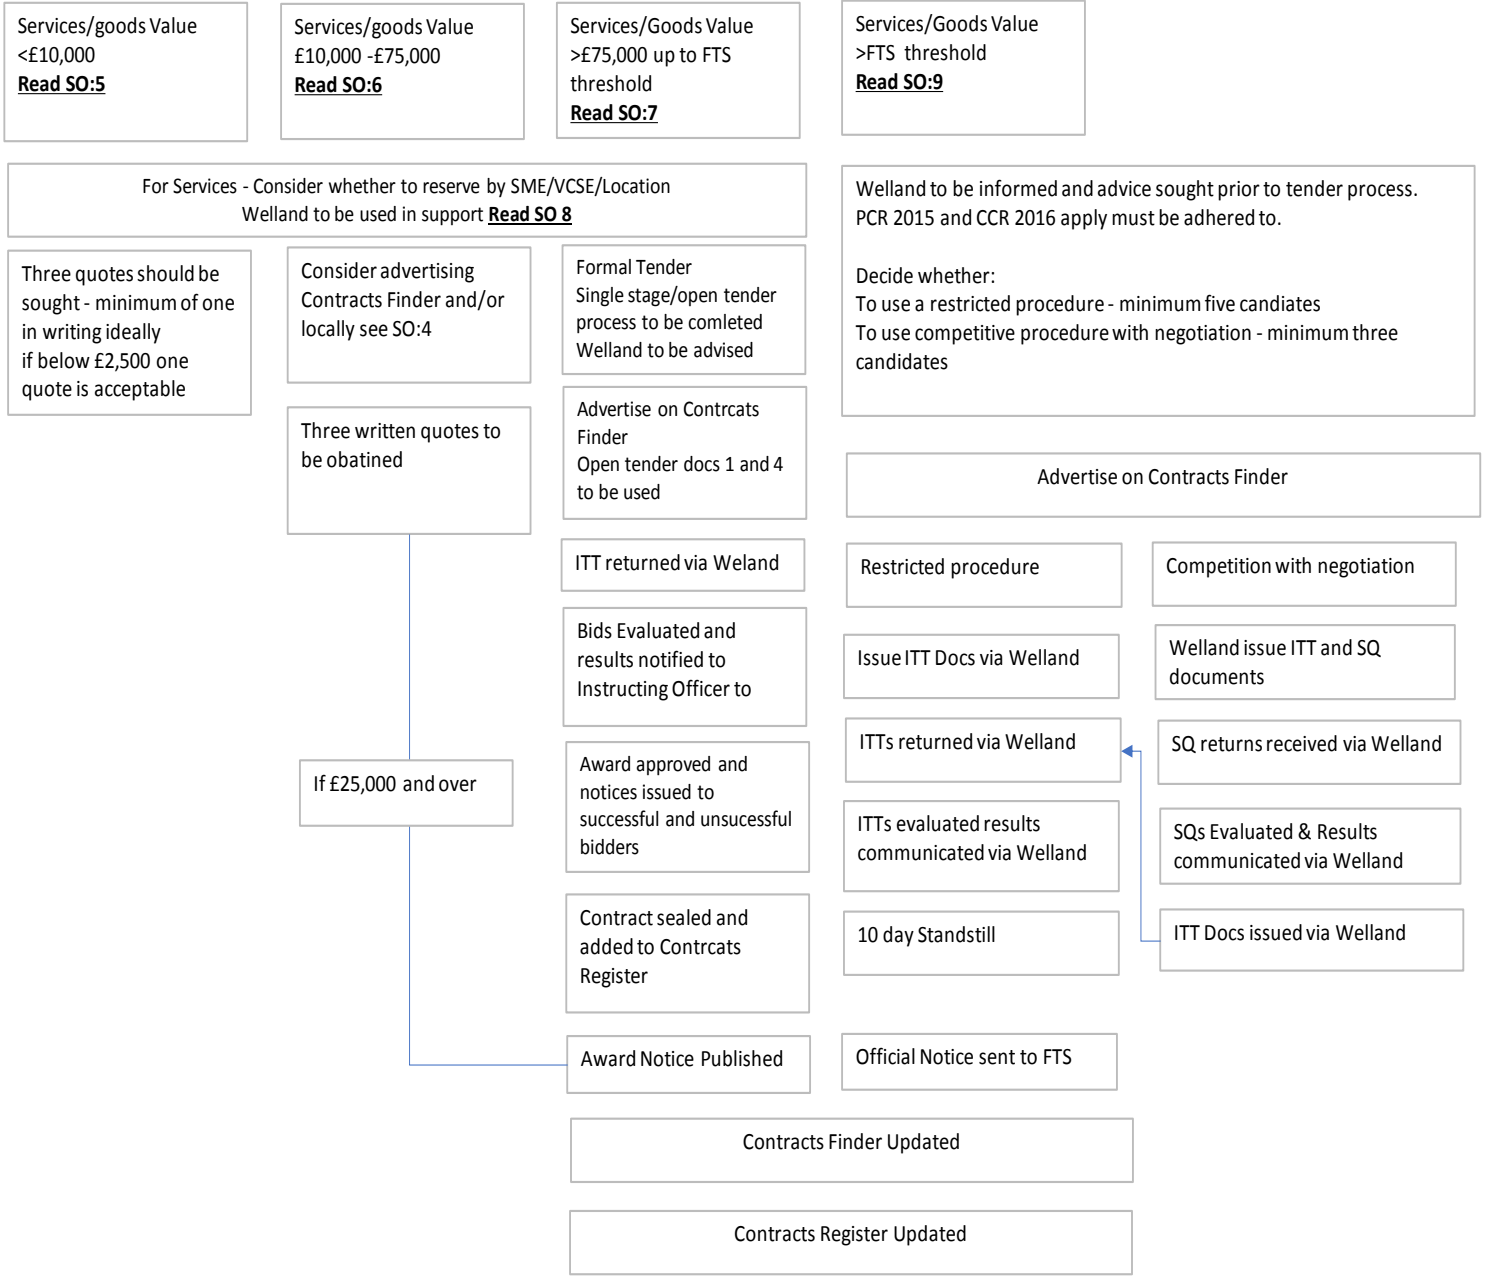 Services/goods Value
<£10,000
Read SO:5
Services/goods value
£10,000 -£75,000
Read SO:6
Services/Goods Value
>£75,000 up to FTS
threshold
Read SO:7
Services/Goods Value
>FTS threshold
Read SO:9
For Services - Consider whether to reserve by SME/VCSE/Location
Welland to be used in support Read SO 8
Welland to be informed and advice sought prior to tender process.
PCR 2015 and CCR 2016 apply must be adhered to.
Decide whether:
To use a restricted procedure - minimum five candiates
To use competitive procedure with negotiation - minimum three
candidates
Three quotes should be
sought - minimum of one
in writing ideally
if below £2,500 one
quote is acceptable
Consider advertising
Contracts Finder and/or
locally see SO:4
Three written quotes to
be obatined
If £25,000 and over
Formal Tender
Single stage/open tender
process to be comleted
Welland to be advised
Advertise on Contrcats
Finder
Open tender docs 1 and 4
to be used
ITT returned via Weland
Bids Evaluated and
results notified to
Instructing Officer to
Award approved and
notices issued to
successful and unsucessful
bidders
Contract sealed and
added to Contrcats
Register
Award Notice Published
Advertise on Contracts Finder
Restricted procedure
Issue ITT Docs via Welland
ITTs returned via Welland
ITTs evaluated results
communicated via Welland
10 day Standstill
Official Notice sent to FTS
Competition with negotiation
Welland issue ITT and SQ
documents
SQ returns received via Welland
SQs Evaluated & Results
communicated via Welland
ITT Docs issued via Welland
Contracts Finder Updated
Contracts Register Updated